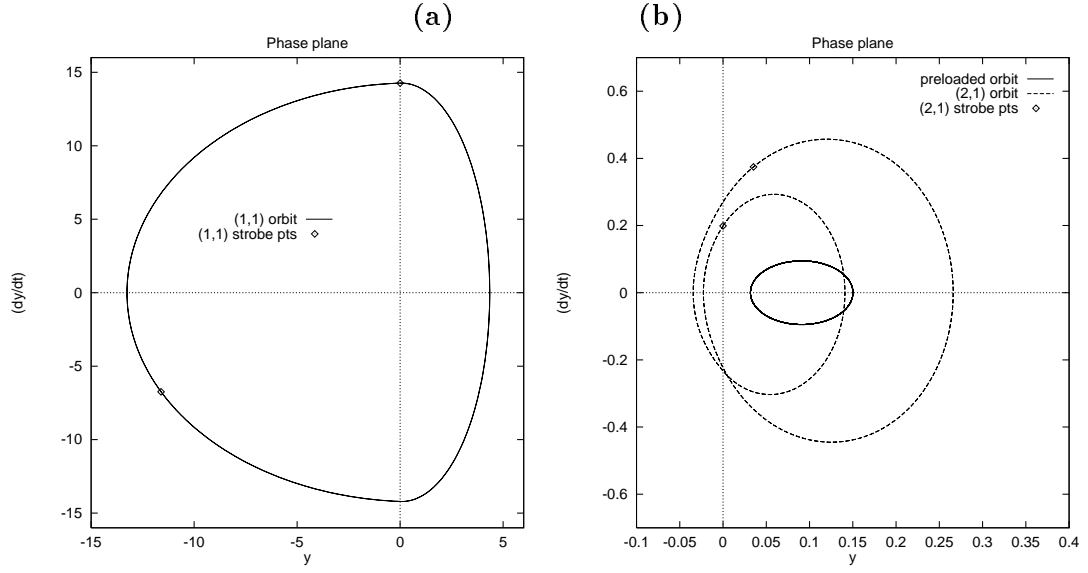 (a)
Phase plane
15
10
5
0
-5
-10
-15
-15
-10
-5
0
5
(dy/dt)
y
(1,1) orbit
(1,1) strobe pts
(b)
Phase plane
0.6
0.4
0.2
0
-0.2
-0.4
-0.6
-0.1
-0.05
0
0.05
0.1
0.15
0.2
0.25
0.3
0.35
0.4
(dy/dt)
y
preloaded orbit
(2,1) orbit
(2,1) strobe pts